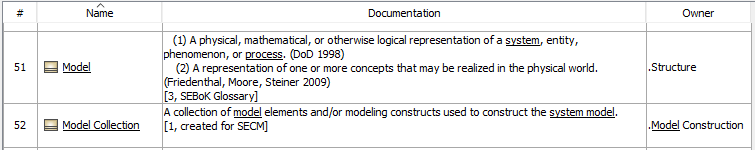 # Name Documentation Owner
51 Model (1) A physical, mathematical, or otherwise logical representation of a system, entity, .Structure
phenomenon, or process. (DoD 1998)
(2) A representation of one or more concepts that may be realized in the physical world.
(Friedenthal, Moore, Steiner 2009)
[3, SEBoK Glossary]
52 Model Collection A collection of model elements and/or modeling constructs used to construct the system model. .Model Construction
[1, created for SECM]